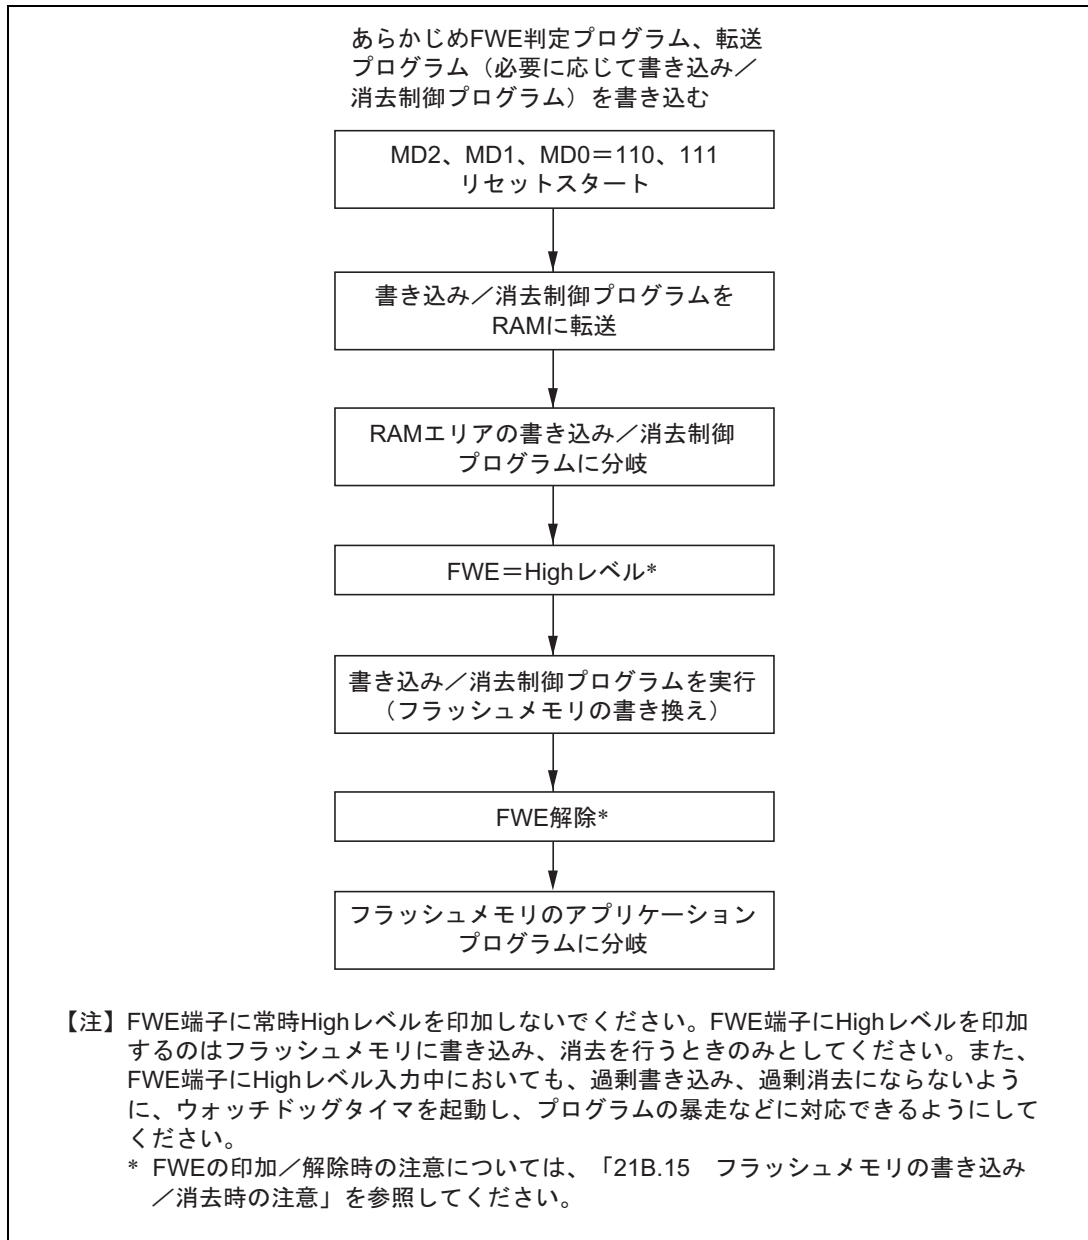 あらかじめFWE判定プログラム、転送
プログラム（必要に応じて書き込み／
消去制御プログラム）を書き込む
MD2、MD1、MD0＝110、111
リセットスタート
書き込み／消去制御プログラムを
RAMに転送
RAMエリアの書き込み／消去制御
プログラムに分岐
FWE＝Highレベル*
書き込み／消去制御プログラムを実行
（フラッシュメモリの書き換え）
FWE解除*
フラッシュメモリのアプリケーション
プログラムに分岐
【注】FWE端子に常時Highレベルを印加しないでください。FWE端子にHighレベルを印加
するのはフラッシュメモリに書き込み、消去を行うときのみとしてください。また、
FWE端子にHighレベル入力中においても、過剰書き込み、過剰消去にならないよう
に、ウォッチドッグタイマを起動し、プログラムの暴走などに対応できるようにして
ください。
* FWEの印加／解除時の注意については、「21B.15　フラッシュメモリの書き込み
／消去時の注意」を参照してください。